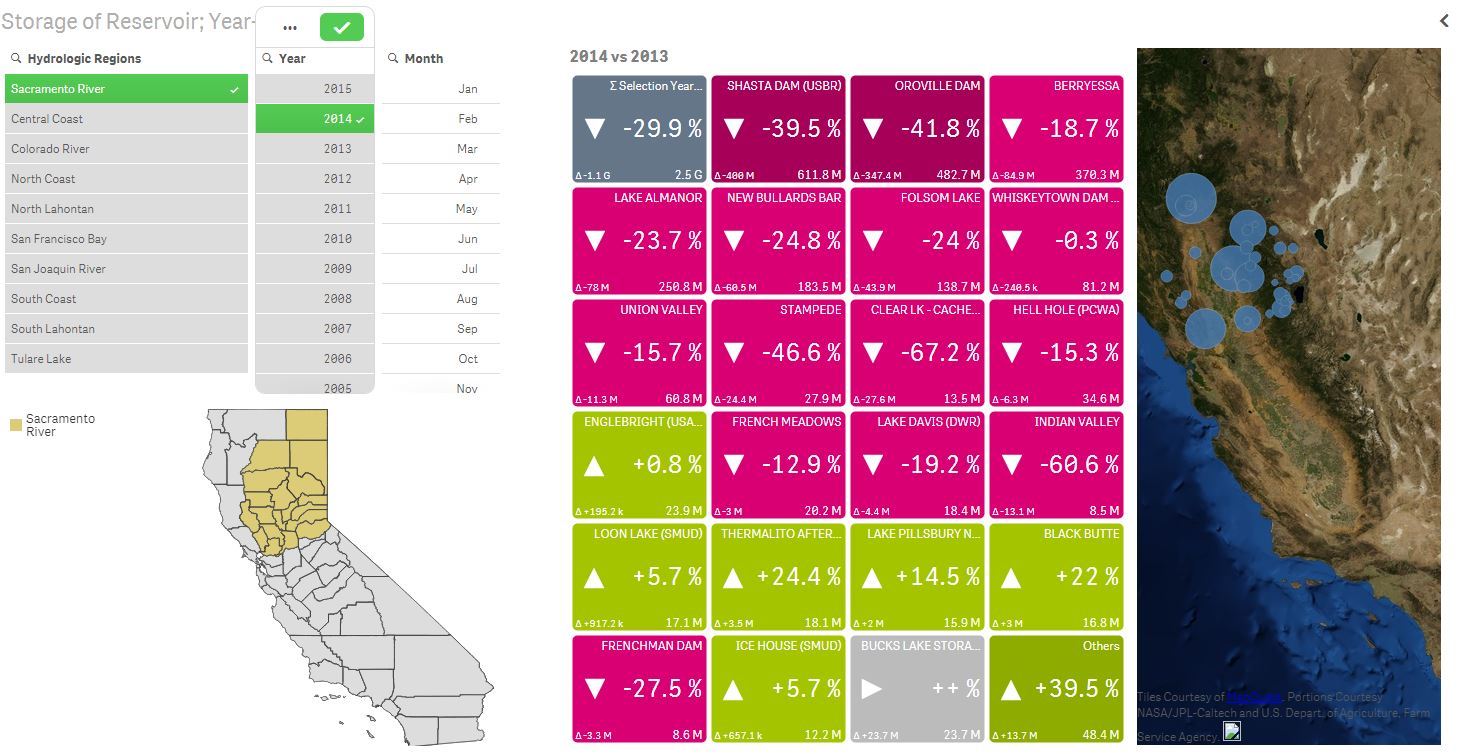 Storage of Reservoir; Year-
...
Hydrologic Regions
Sacramento River
Central Coast
Colorado River
North Coast
North Lahontan
San Francisco Bay
San Joaquin River
South Coast
South Lahontan
Tulare Lake
Year
2015
2014
2013
2012
2011
2010
2009
2008
2007
2006
2005
Month
Jan
Feb
Mar
Apr
May
Jun
Jul
Aug
Sep
Oct
Nov
Sacramento
River
2014 vs 2013
Σ Selection Year...
▼ -29.9 %
Δ -1.1 G 2.5 G
SHASTA DAM (USBR)
▼ -39.5 %
Δ -400 M 611.8 M
OROVILLE DAM
▼ -41.8 %
Δ -347.4 M 482.7 M
BERRYESSA
▼ -18.7 %
Δ -84.9 M 370.3 M
LAKE ALMANOR
▼ -23.7 %
Δ -78 M 250.8 M
NEW BULLARDS BAR
▼ -24.8 %
Δ -60.5 M 183.5 M
FOLSOM LAKE
▼ -24 %
Δ -43.9 M 138.7 M
WHISKEYTOWN DAM ...
▼ -0.3 %
Δ -240.5 k 81.2 M
UNION VALLEY
▼ -15.7 %
Δ -11.3 M 60.8 M
STAMPEDE
▼ -46.6 %
Δ -24.4 M 27.9 M
CLEAR LK - CACHE...
▼ -67.2 %
Δ -27.6 M 13.5 M
HELL HOLE (PCWA)
▼ -15.3 %
Δ -6.3 M 34.6 M
ENGLEBRIGHT (USA...
▲ +0.8 %
Δ +195.2 k 23.9 M
FRENCH MEADOWS
▼ -12.9 %
Δ -3 M 20.2 M
LAKE DAVIS (DWR)
▼ -19.2 %
Δ -4.4 M 18.4 M
INDIAN VALLEY
▼ -60.6 %
Δ -13.1 M 8.5 M
LOON LAKE (SMUD)
▲ +5.7 %
Δ +917.2 k 17.1 M
THERMALITO AFTER...
▲ +24.4 %
Δ +3.5 M 18.1 M
LAKE PILLSBURY N...
▲ +14.5 %
Δ +2 M 15.9 M
BLACK BUTTE
▲ +22 %
Δ +3 M 16.8 M
FRENCHMAN DAM
▼ -27.5 %
Δ -3.3 M 8.6 M
ICE HOUSE (SMUD)
▲ +5.7 %
Δ +657.1 k 12.2 M
BUCKS LAKE STORA...
▶ ++ %
Δ +23.7 M 23.7 M
Others
▲ +39.5 %
Δ +13.7 M 48.4 M
Tiles Courtesy of MapQuest. Portions Courtesy
NASA/JPL-Caltech and U.S. Depart. of Agriculture, Farm
Service Agency.